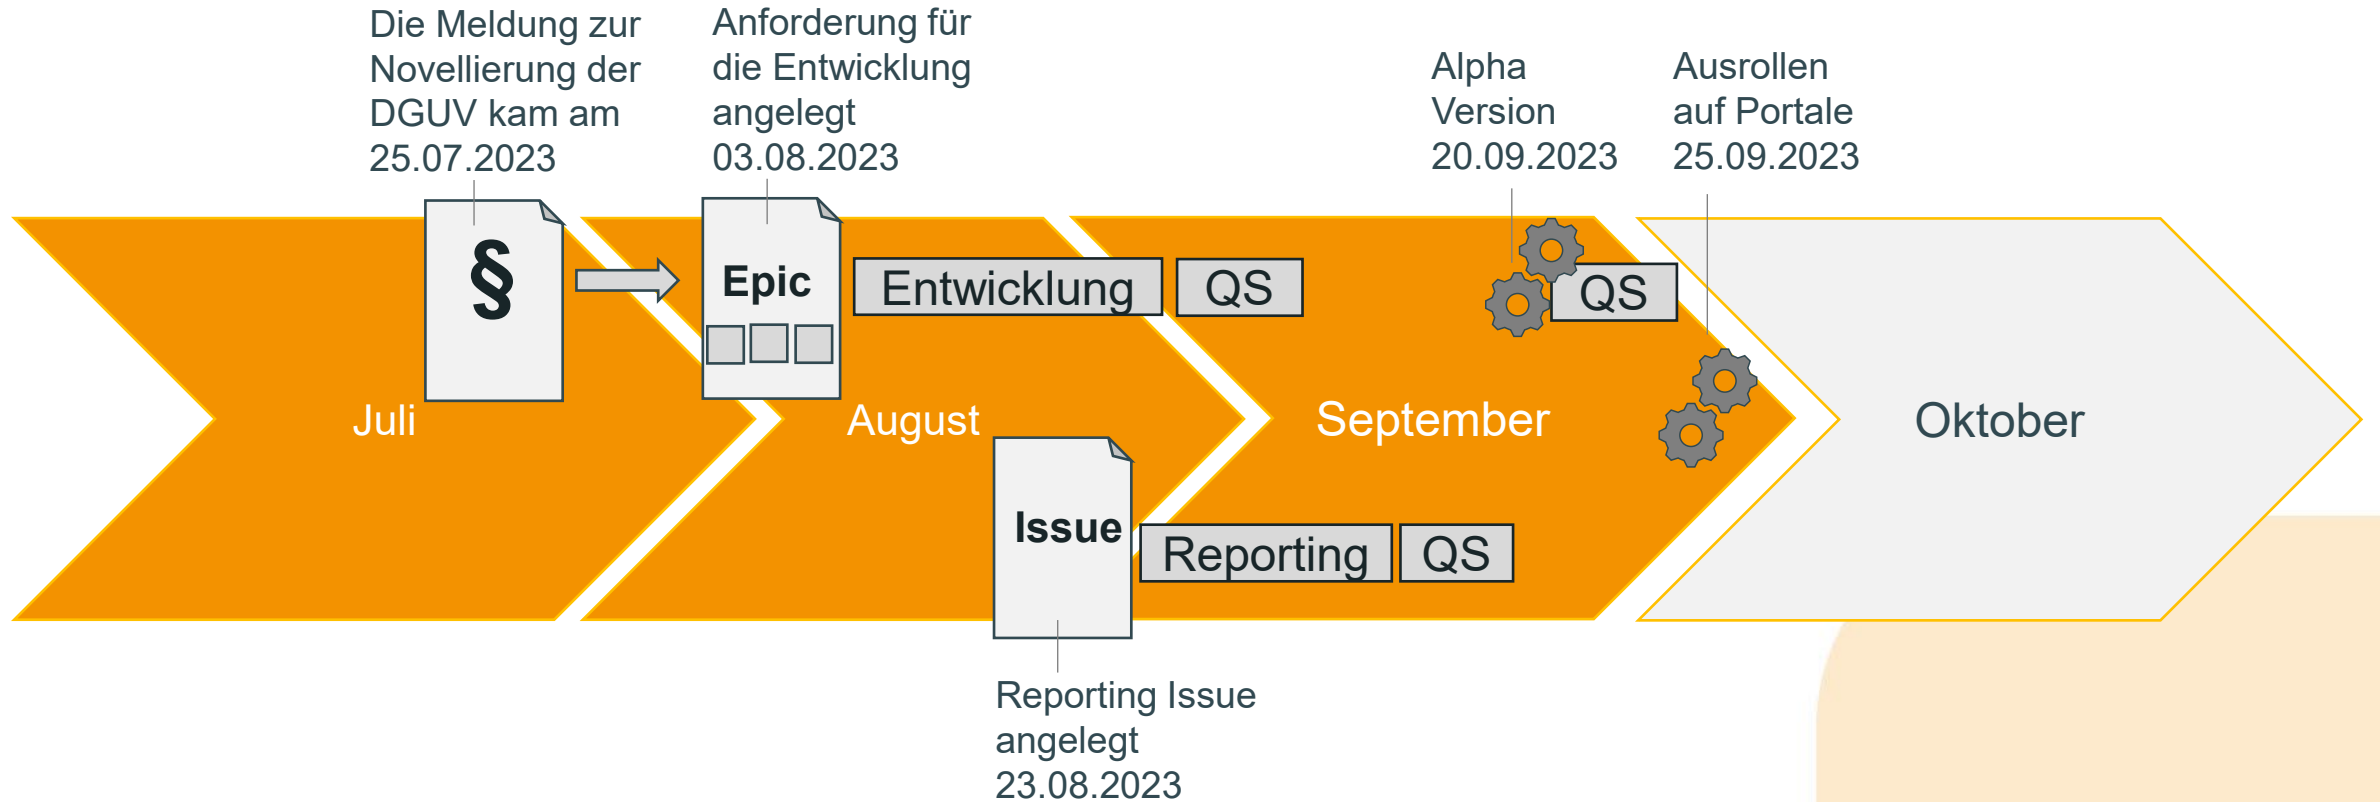 Die Meldung zur
Novellierung der
DGUV kam am
25.07.2023
Anforderung für
die Entwicklung
angelegt
03.08.2023
Alpha
Version
20.09.2023
Ausrollen
auf Portale
25.09.2023
§
Epic
Entwicklung
QS
QS
Juli
August
September
Oktober
Issue
Reporting
QS
Reporting Issue
angelegt
23.08.2023